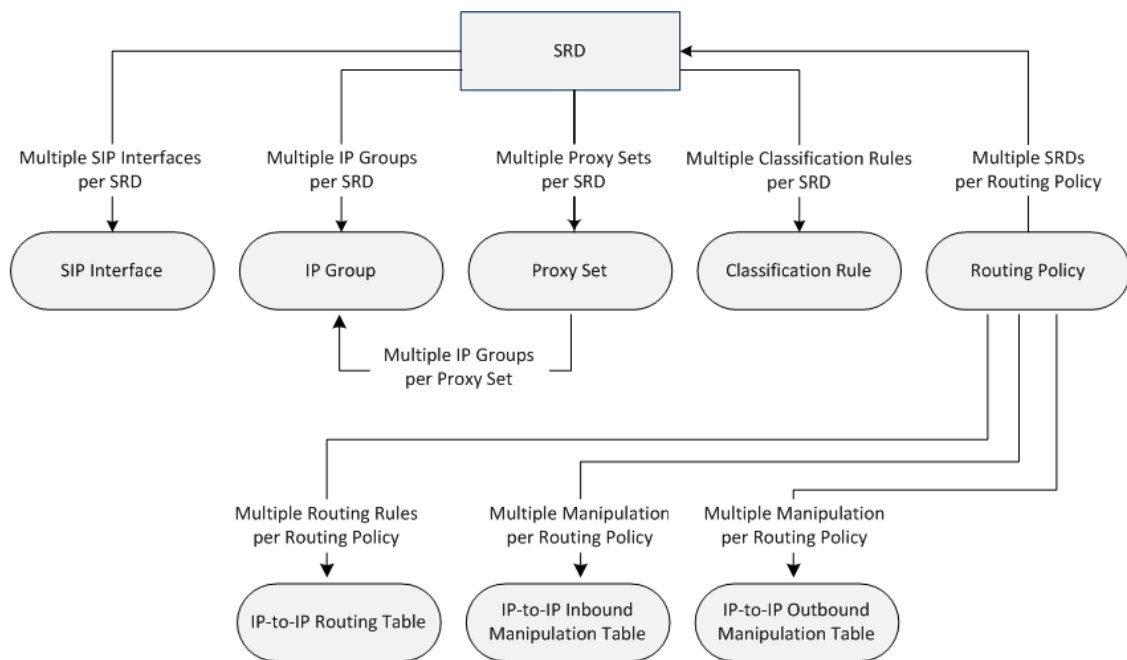 SRD
Multiple SIP Interfaces
per SRD
Multiple IP Groups
per SRD
Multiple Proxy Sets
per SRD
Multiple Classification Rules
per SRD
Multiple SRDs
per Routing Policy
SIP Interface
IP Group
Proxy Set
Classification Rule
Routing Policy
Multiple IP Groups
per Proxy Set
Multiple Routing Rules
per Routing Policy
Multiple Manipulation
per Routing Policy
Multiple Manipulation
per Routing Policy
IP-to-IP Routing Table
IP-to-IP Inbound
Manipulation Table
IP-to-IP Outbound
Manipulation Table